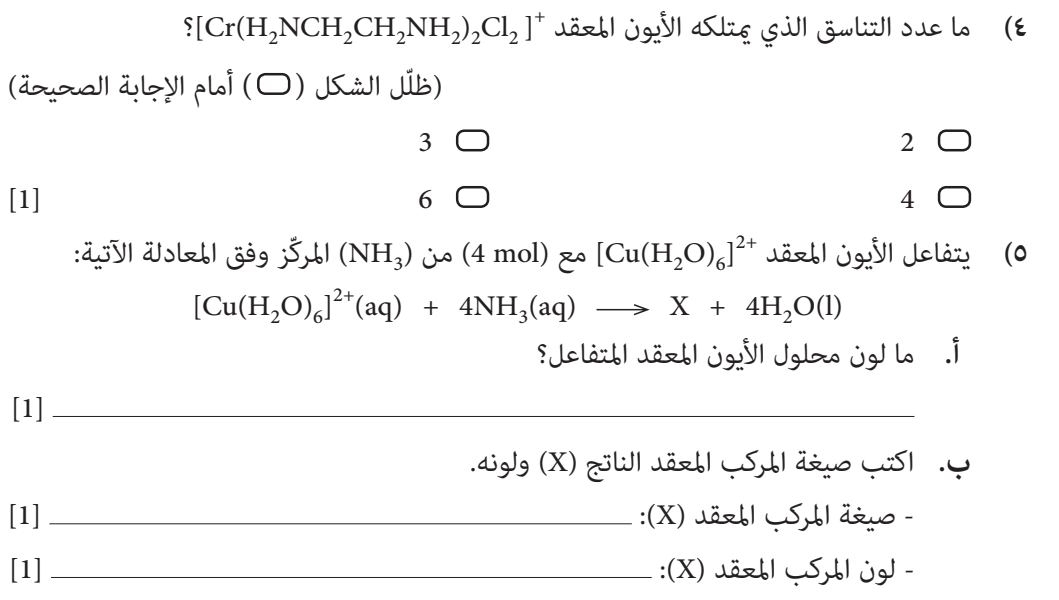 ٤) ما عدد التناسق الذي يمتلكه الأيون المعقد [Cr(H₂NCH₂CH₂NH₂)₂Cl₂]⁺؟
(ظلّل الشكل (⬭) أمام الإجابة الصحيحة)
2 3
4 6 [1]
٥) يتفاعل الأيون المعقد [Cu(H₂O)₆]²⁺ مع (4 mol) من (NH₃) المركّز وفق المعادلة الآتية:
[Cu(H₂O)₆]²⁺(aq) + 4NH₃(aq) ⟶ X + 4H₂O(l)
أ. ما لون محلول الأيون المعقد المتفاعل؟
[1]
ب. اكتب صيغة المركب المعقد الناتج (X) ولونه.
- صيغة المركب المعقد (X): [1]
- لون المركب المعقد (X): [1]